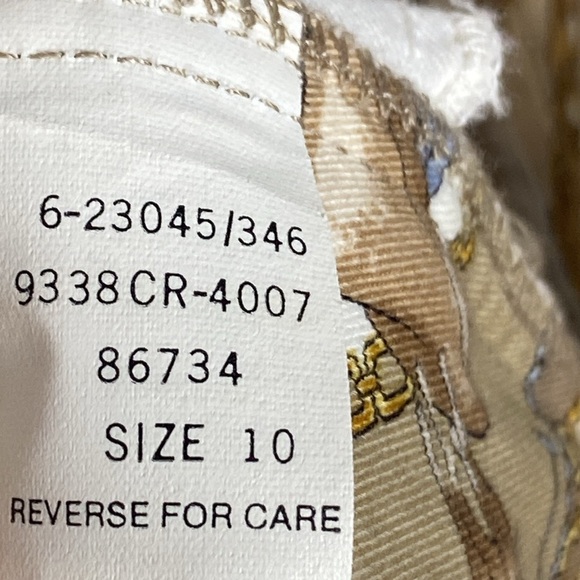 6-23045/346
9338CR-4007
86734
SIZE 10
REVERSE FOR CARE